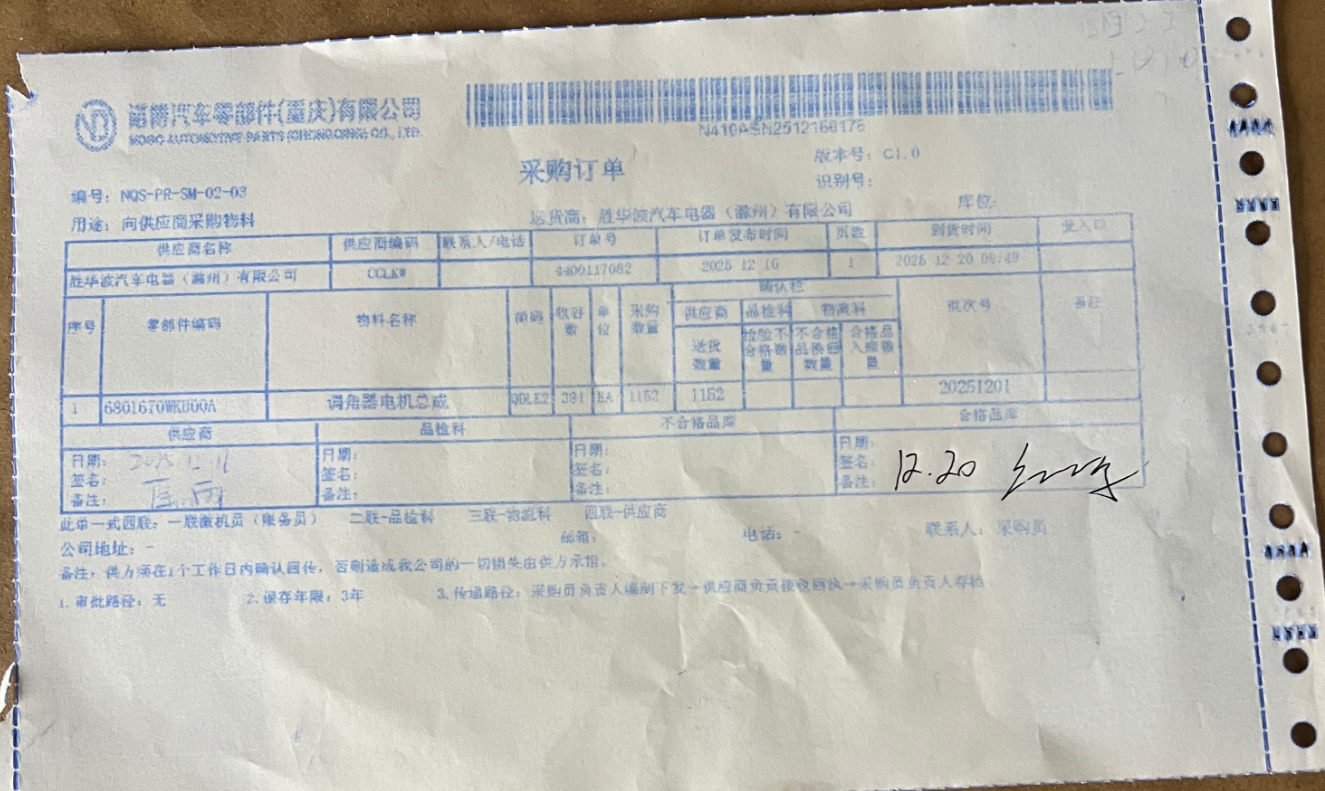 诺博汽车零部件(重庆)有限公司
NOBO AUTOMOTIVE PARTS (CHONGQING) CO., LTD.
N410ASN2512160176
采购订单
版本号: C1.0
识别号:
编号: NQS-PR-SM-02-03
用途: 向供应商采购物料
送货商: 胜华波汽车电器(滁州)有限公司
库位:
供应商名称 供应商编码 联系人/电话 订单号 订单发布时间 页数 到货时间 受入口
胜华波汽车电器(滁州)有限公司 4400117082 2025 12 16 1 2025 12 20
确认栏
序号 零部件编码 物料名称 简码 收容数 单位 采购数量 供应商 品检科 物流科 批次号 备注
送货数量 检验不合格数量 不合格品换回数量 合格品入库数量
1 调角器电机总成 EA 1152 1152 20251201
供应商 品检科 不合格品库 合格品库
日期: 2025.12.16 日期: 日期: 日期: 12.20
签名: 签名: 签名: 签名:
备注: 备注: 备注: 备注:
此单一式四联: 一联微机员(账务员) 二联-品检科 三联-物流科 四联-供应商
公司地址: - 邮箱: 电话: - 联系人: 采购员
备注: 供方须在1个工作日内确认回传, 否则造成我公司的一切损失由供方承担。
1.审批路径: 无 2.保存年限: 3年 3.传递路径: 采购员负责人编制下发→供应商负责接收回执→采购员负责人存档